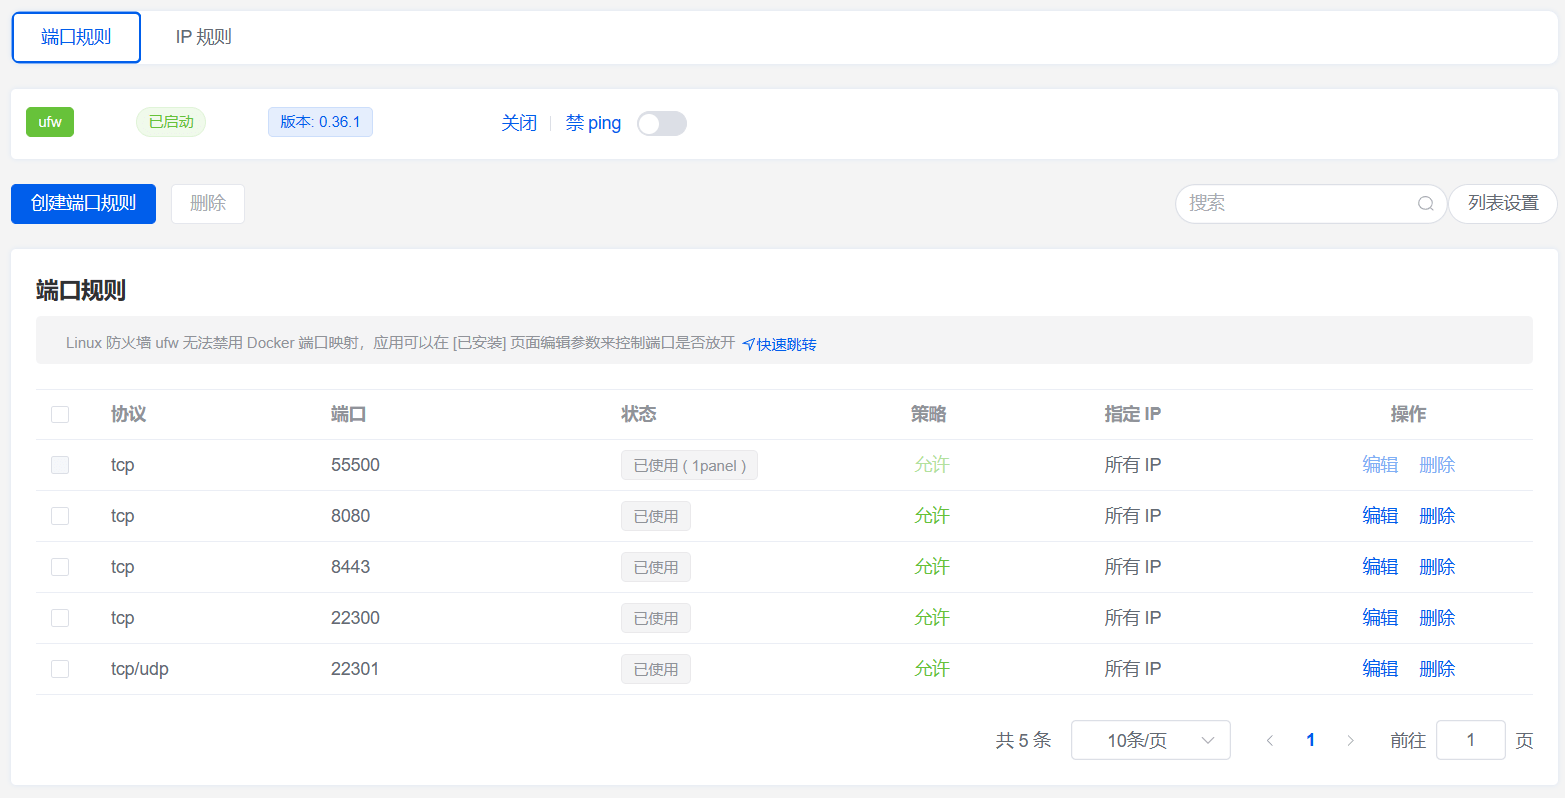 端口规则 IP 规则
ufw 已启动 版本: 0.36.1 关闭 禁 ping
创建端口规则 删除 搜索 列表设置
端口规则
Linux 防火墙 ufw 无法禁用 Docker 端口映射，应用可以在 [已安装] 页面编辑参数来控制端口是否放开 快速跳转
协议 端口 状态 策略 指定 IP 操作
tcp 55500 已使用 ( 1panel ) 允许 所有 IP 编辑 删除
tcp 8080 已使用 允许 所有 IP 编辑 删除
tcp 8443 已使用 允许 所有 IP 编辑 删除
tcp 22300 已使用 允许 所有 IP 编辑 删除
tcp/udp 22301 已使用 允许 所有 IP 编辑 删除
共 5 条 10条/页 1 前往 1 页